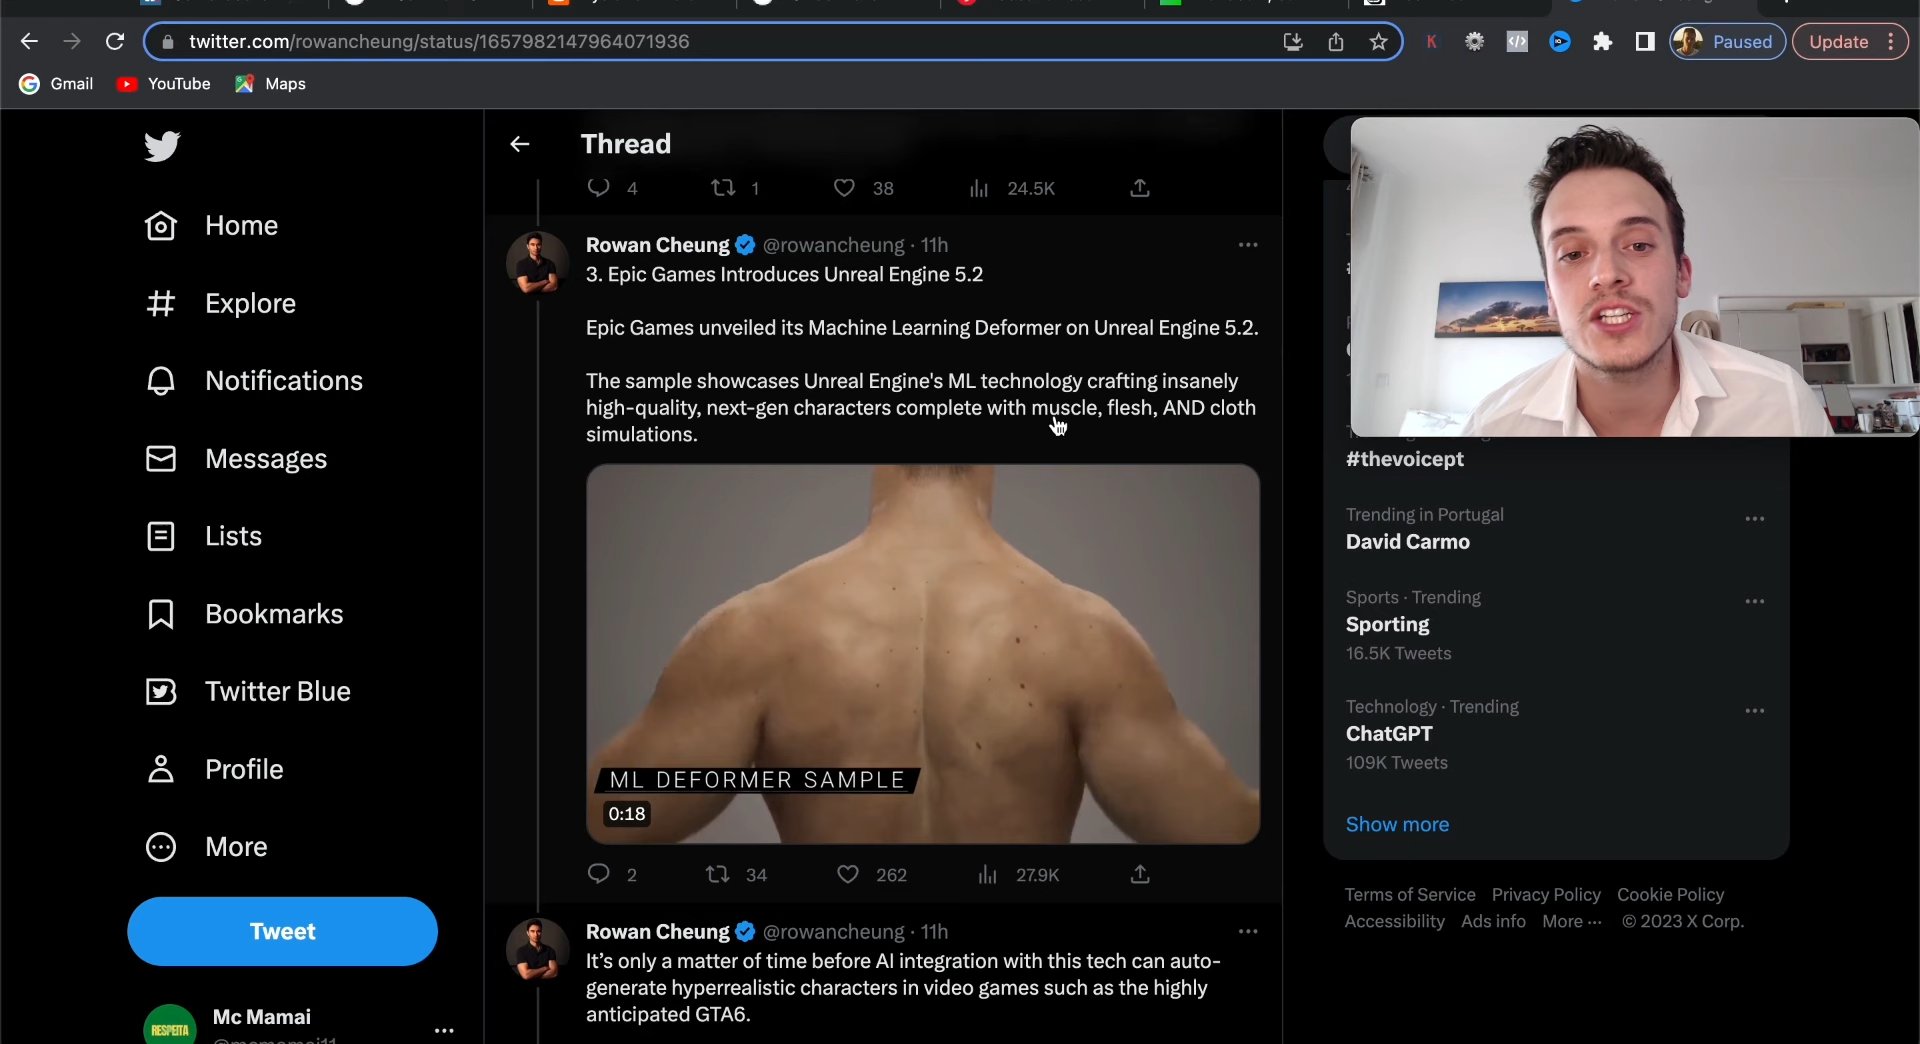 twitter.com/rowancheung/status/1657982147964071936
K
Paused
Update
Gmail
YouTube
Maps
Home
Explore
Notifications
Messages
Lists
Bookmarks
Twitter Blue
Profile
More
Tweet
RESPEITA
Mc Mamai
Thread
4
1
38
24.5K
Rowan Cheung @rowancheung · 11h
3. Epic Games Introduces Unreal Engine 5.2
Epic Games unveiled its Machine Learning Deformer on Unreal Engine 5.2.
The sample showcases Unreal Engine's ML technology crafting insanely
high-quality, next-gen characters complete with muscle, flesh, AND cloth
simulations.
ML DEFORMER SAMPLE
0:18
2
34
262
27.9K
Rowan Cheung @rowancheung · 11h
It's only a matter of time before AI integration with this tech can auto-
generate hyperrealistic characters in video games such as the highly
anticipated GTA6.
#thevoicept
Trending in Portugal
David Carmo
Sports · Trending
Sporting
16.5K Tweets
Technology · Trending
ChatGPT
109K Tweets
Show more
Terms of Service Privacy Policy Cookie Policy
Accessibility Ads info More ··· © 2023 X Corp.